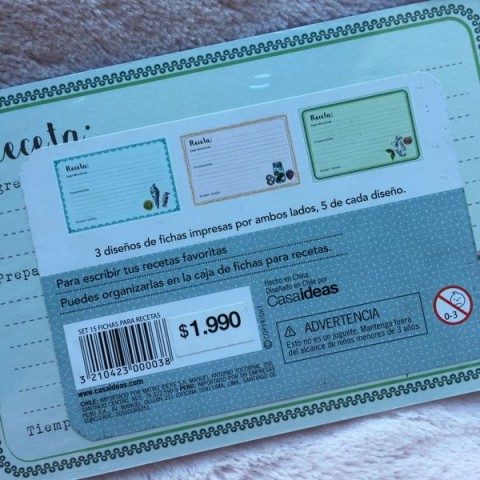 Receta:
Receta:
Receta:
Receta:
3 diseños de fichas impresas por ambos lados, 5 de cada diseño.
Prepa
Para escribir tus recetas favoritas
Puedes organizarlas en la caja de fichas para recetas.
Hecho en China.
Diseñado en Chile por
Casaideas
SET 15 FICHAS PARA RECETAS
$1.990
3 210423 000038
www.casaideas.com
ADVERTENCIA
Esto no es un juguete. Mantenga fuera
del alcance de niños menores de 3 años.
0-3
Tiemp